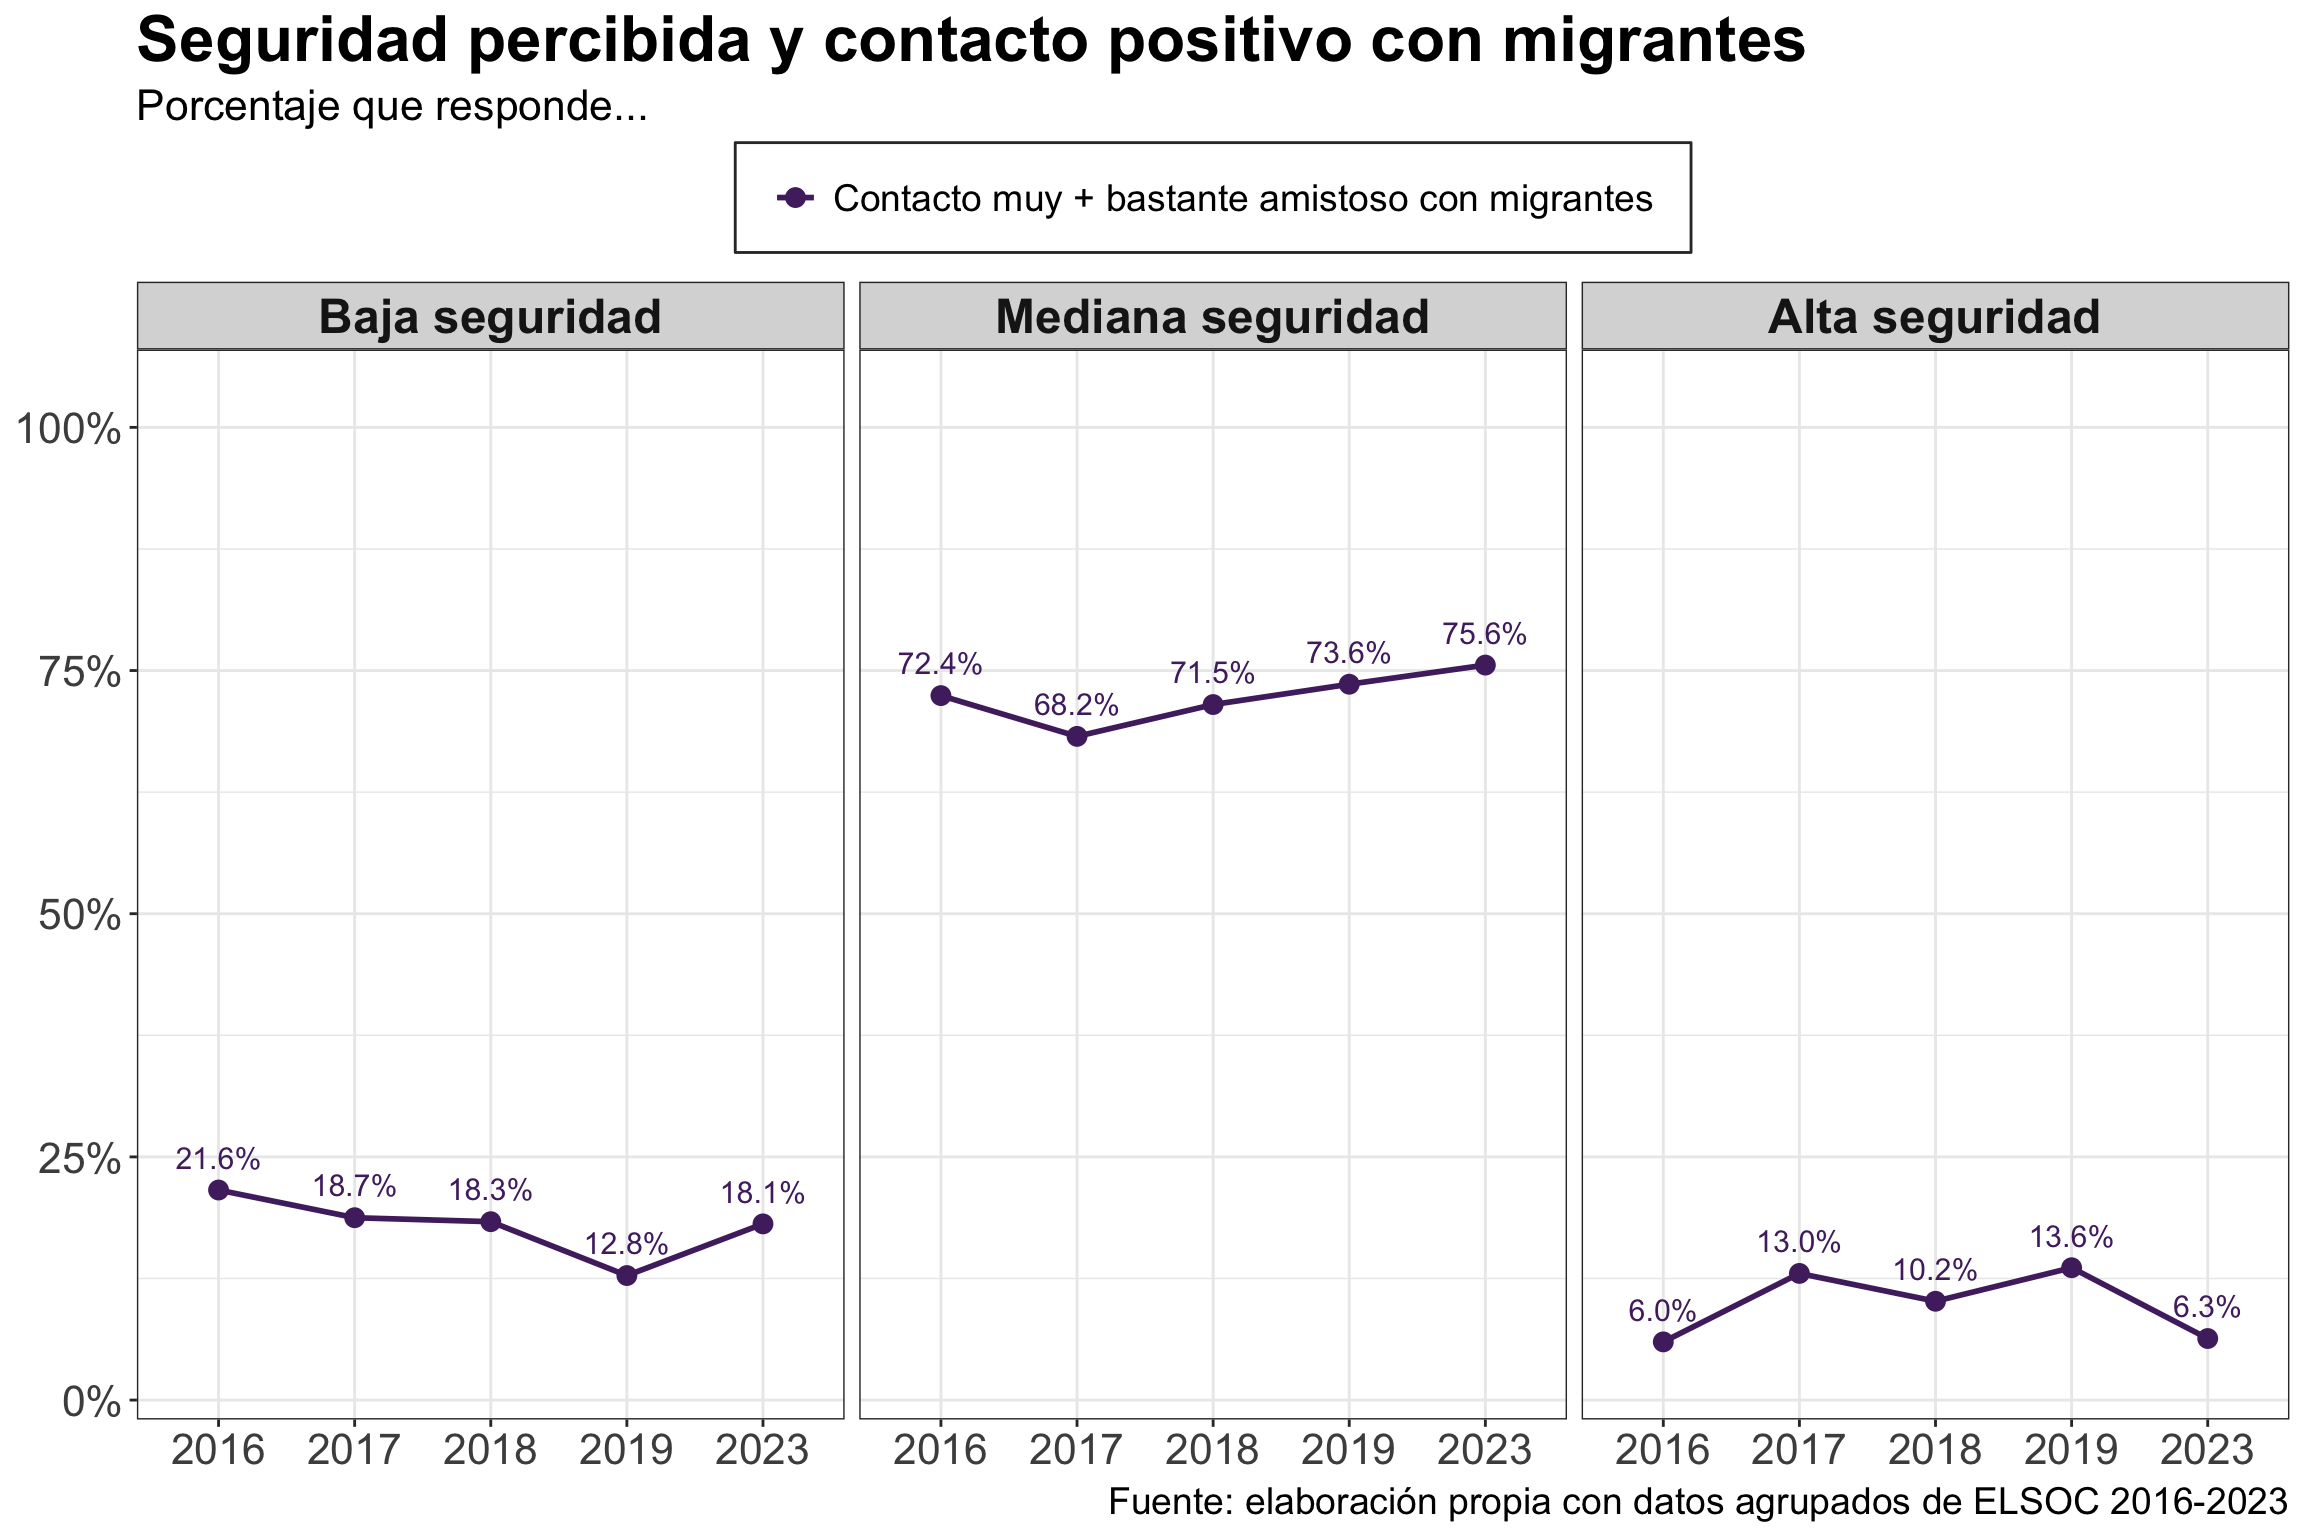 Seguridad percibida y contacto positivo con migrantes
Porcentaje que responde...
Contacto muy + bastante amistoso con migrantes
Baja seguridad
Mediana seguridad
Alta seguridad
100%
75%
50%
25%
0%
21.6%
18.7%
18.3%
12.8%
18.1%
72.4%
68.2%
71.5%
73.6%
75.6%
6.0%
13.0%
10.2%
13.6%
6.3%
2016 2017 2018 2019 2023
2016 2017 2018 2019 2023
2016 2017 2018 2019 2023
Fuente: elaboración propia con datos agrupados de ELSOC 2016-2023